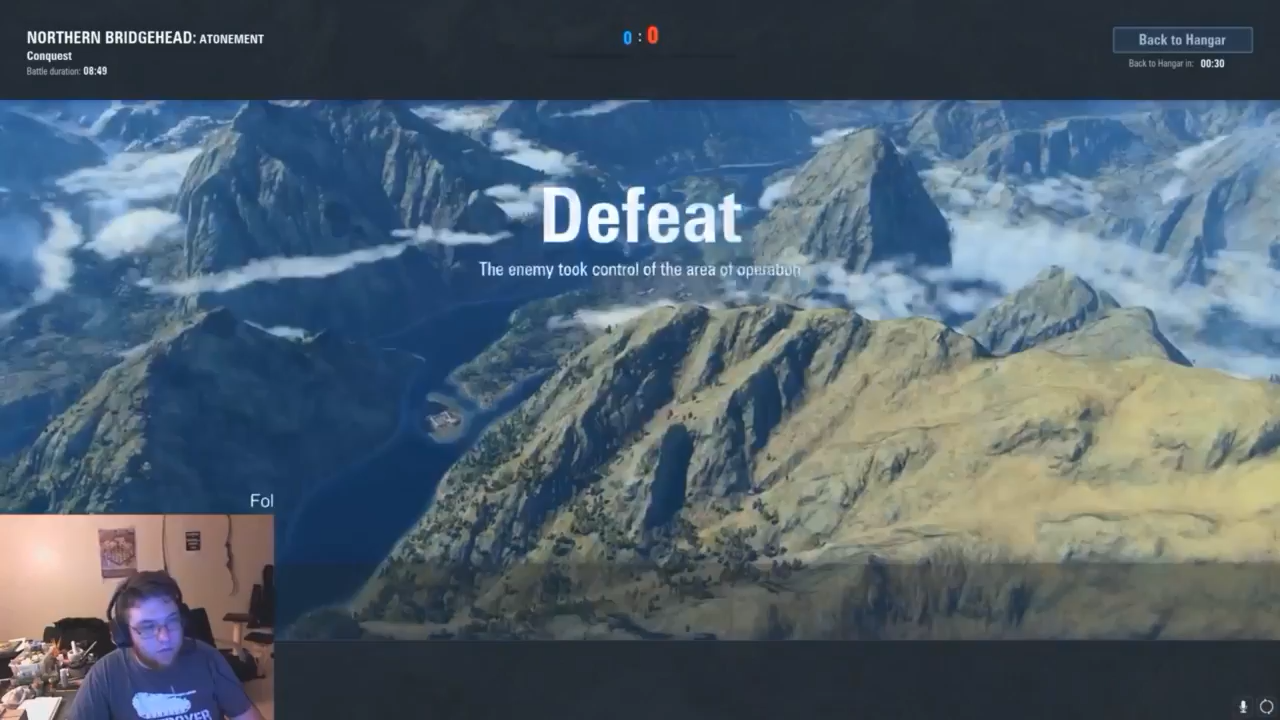 NORTHERN BRIDGEHEAD: ATONEMENT
Conquest
Battle duration: 08:49
0 : 0
Back to Hangar
Back to Hangar in: 00:30
Defeat
The enemy took control of the area of operation
Fol